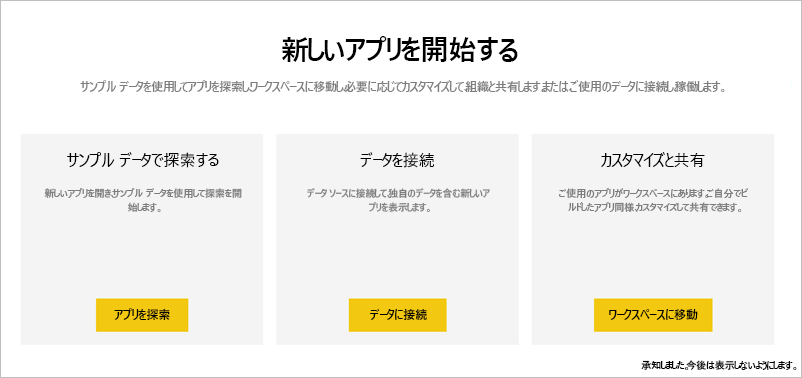 新しいアプリを開始する
サンプル データを使用してアプリを探索しワークスペースに移動し,必要に応じてカスタマイズして,組織と共有しますまたはご使用のデータに接続し,稼働します。
サンプル データで探索する
新しいアプリを開き,サンプル データを使用して探索を開
始します。
アプリを探索
データを接続
データ ソースに接続して,独自のデータを含む新しいア
プリを表示します。
データに接続
カスタマイズと共有
ご使用のアプリがワークスペースにあります,ご自分でビ
ルドしたアプリ同様,カスタマイズして共有できます。
ワークスペースに移動
承知しました,今後は表示しないようにします。